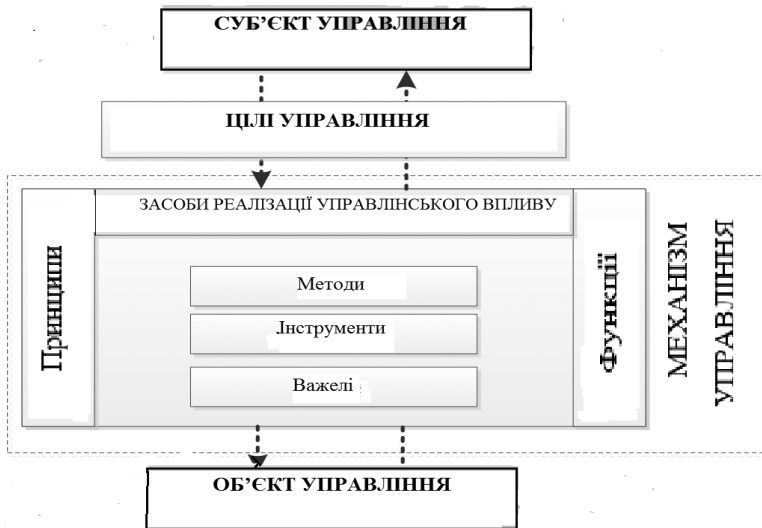 СУБ’ЄКТ УПРАВЛІННЯ
ЦІЛІ УПРАВЛІННЯ
ЗАСОБИ РЕАЛІЗАЦІЇ УПРАВЛІНСЬКОГО ВПЛИВУ
Принципи
Методи
Інструменти
Важелі
Функції
МЕХАНІЗМ
УПРАВЛІННЯ
ОБ’ЄКТ УПРАВЛІННЯ